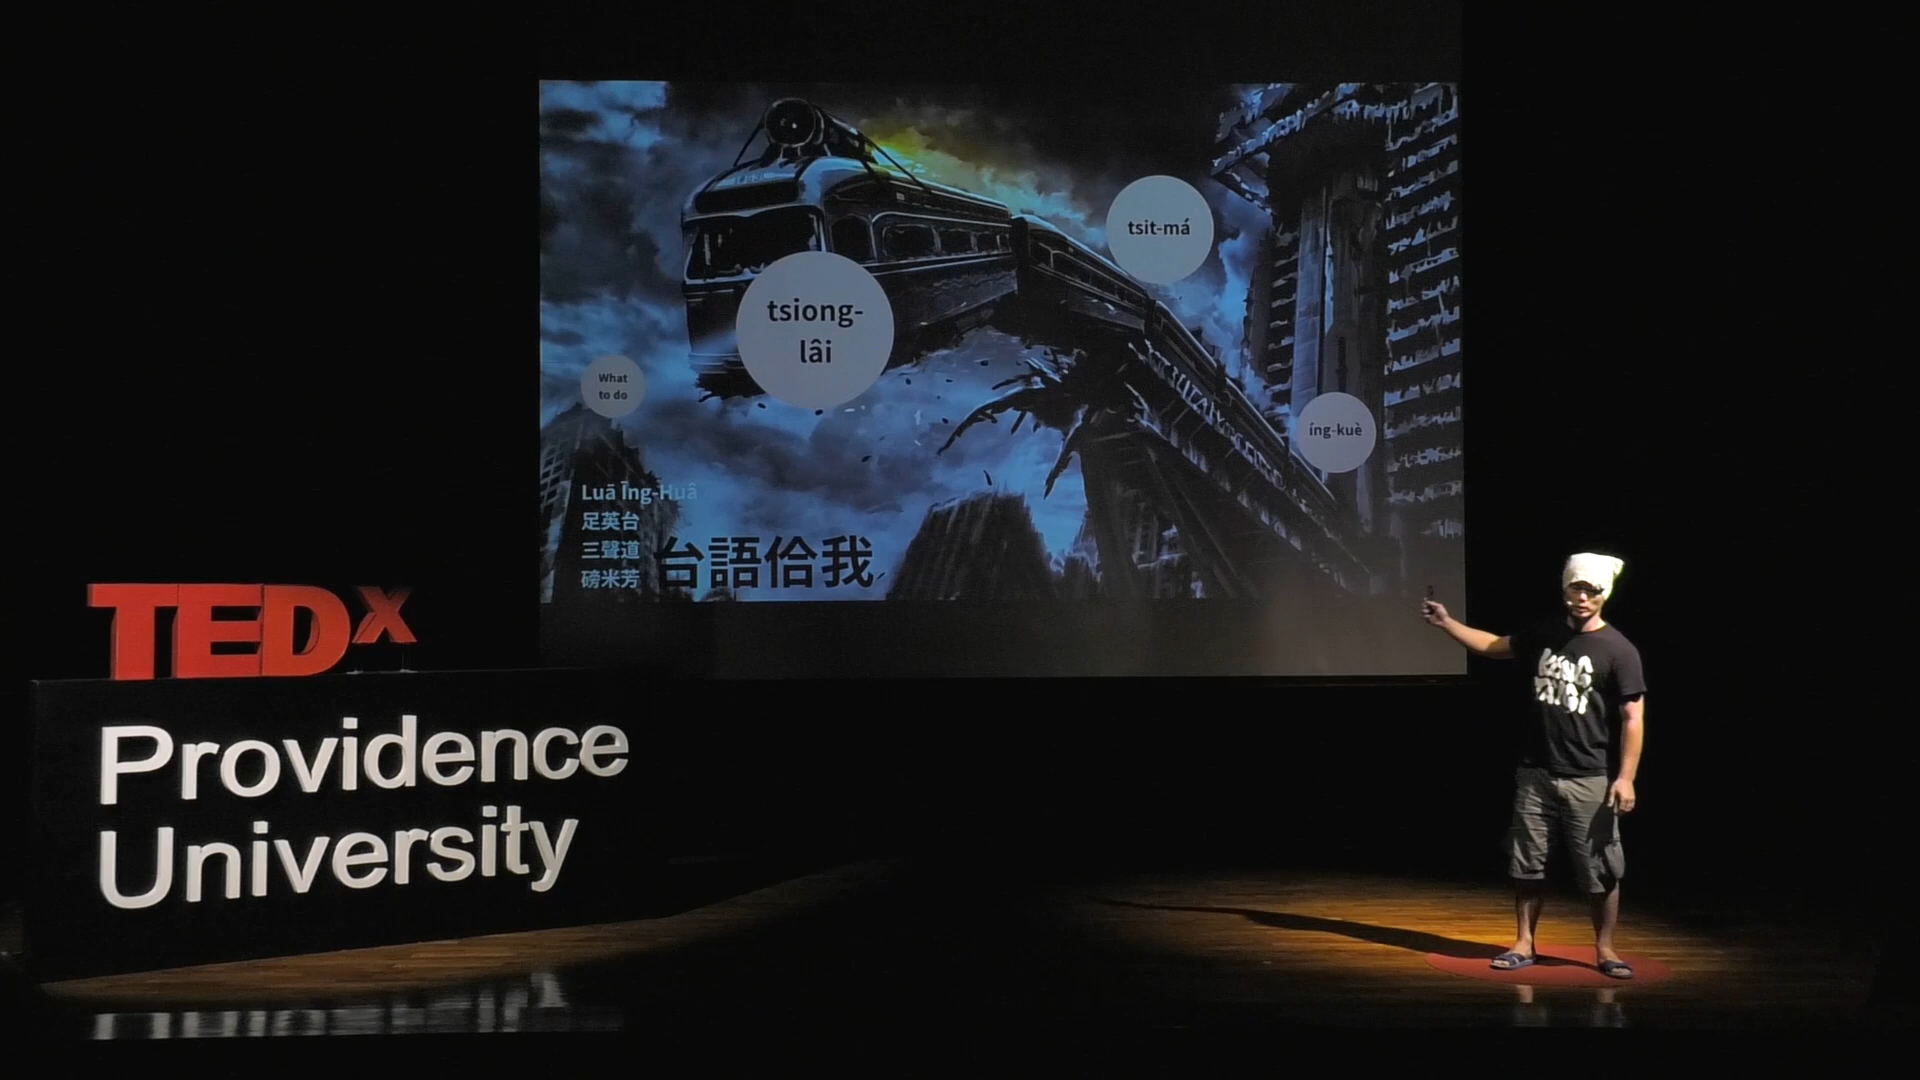 tsit-má
tsiong-
lâi
What
to do
íng-kuè
Luā Īng-Huâ
足英台
三聲道
磅米芳
台語佮我
TEDx
Providence
University